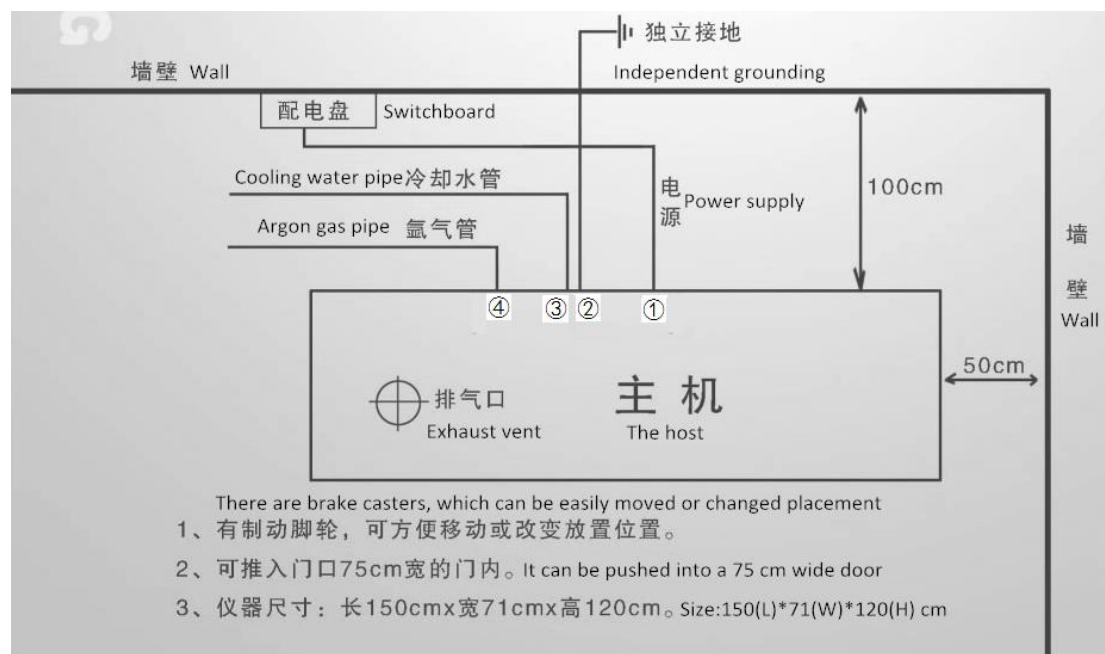 独立接地
墙壁 Wall
Independent grounding
配电盘 Switchboard
Cooling water pipe冷却水管
电源 Power supply
100cm
Argon gas pipe 氩气管
墙壁
Wall
④ ③ ② ①
50cm
排气口
Exhaust vent
主机
The host
There are brake casters, which can be easily moved or changed placement
1、有制动脚轮，可方便移动或改变放置位置。
2、可推入门口75cm宽的门内。It can be pushed into a 75 cm wide door
3、仪器尺寸：长150cmx宽71cmx高120cm。Size:150(L)*71(W)*120(H) cm